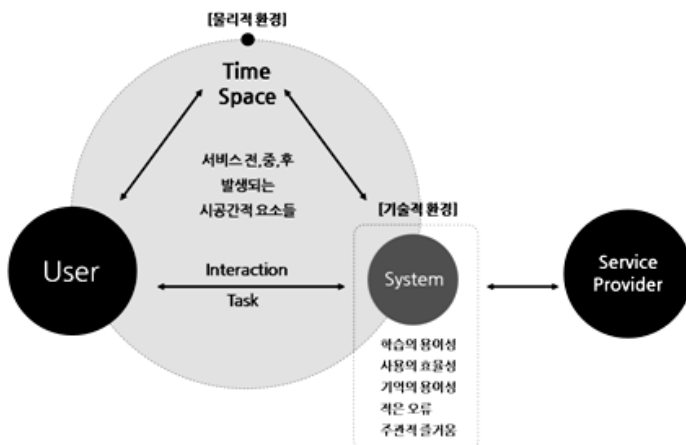 [물리적 환경]
Time
Space
서비스 전,중,후
발생되는
시공간적 요소들
[기술적 환경]
User
Interaction
Task
System
Service
Provider
학습의 용이성
사용의 효율성
기억의 용이성
적은 오류
주관적 즐거움